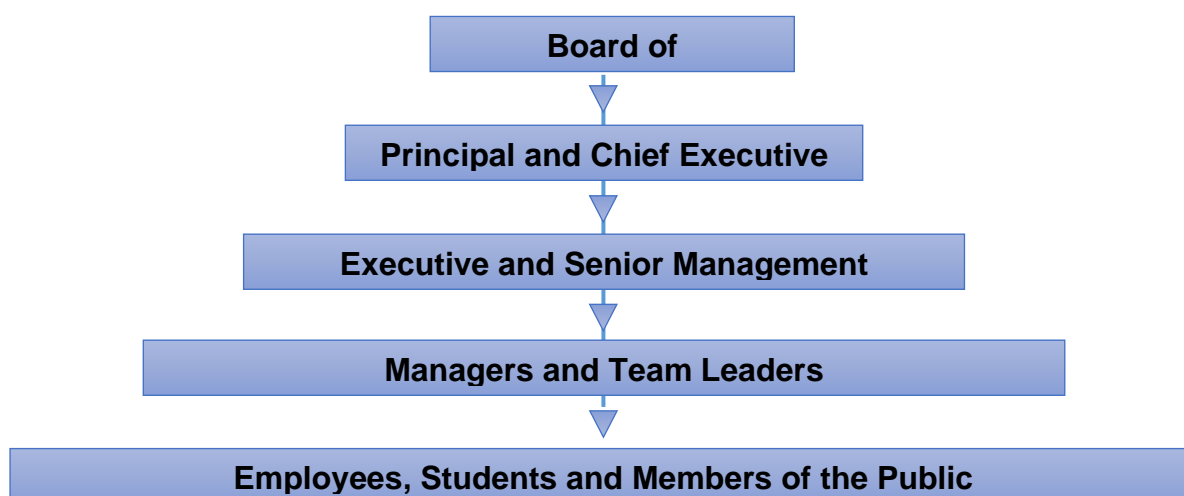 Board of
Principal and Chief Executive
Executive and Senior Management
Managers and Team Leaders
Employees, Students and Members of the Public